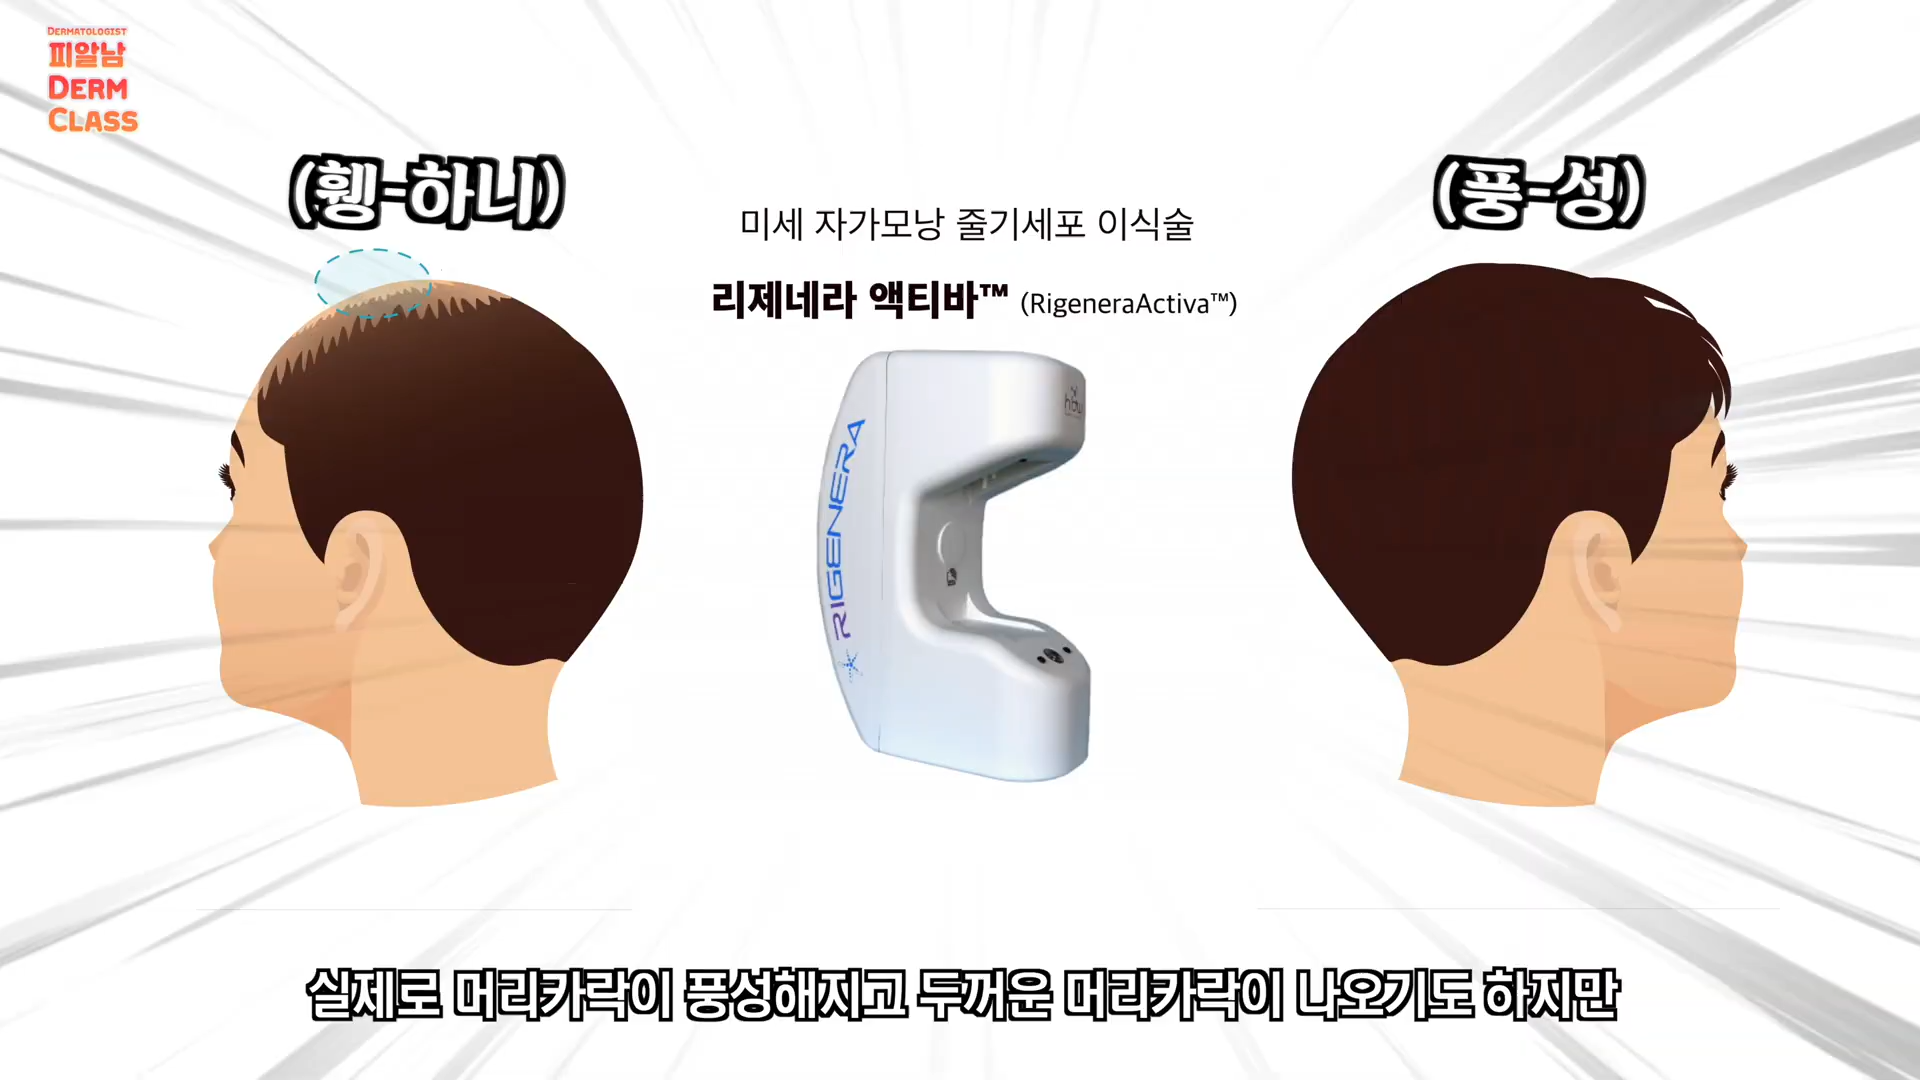 DERMATOLOGIST
피알남
DERM
CLASS
(휑-하니)
(풍-성)
미세 자가모낭 줄기세포 이식술
리제네라 액티바™ (RigeneraActiva™)
RIGENERA
실제로 머리카락이 풍성해지고 두꺼운 머리카락이 나오기도 하지만